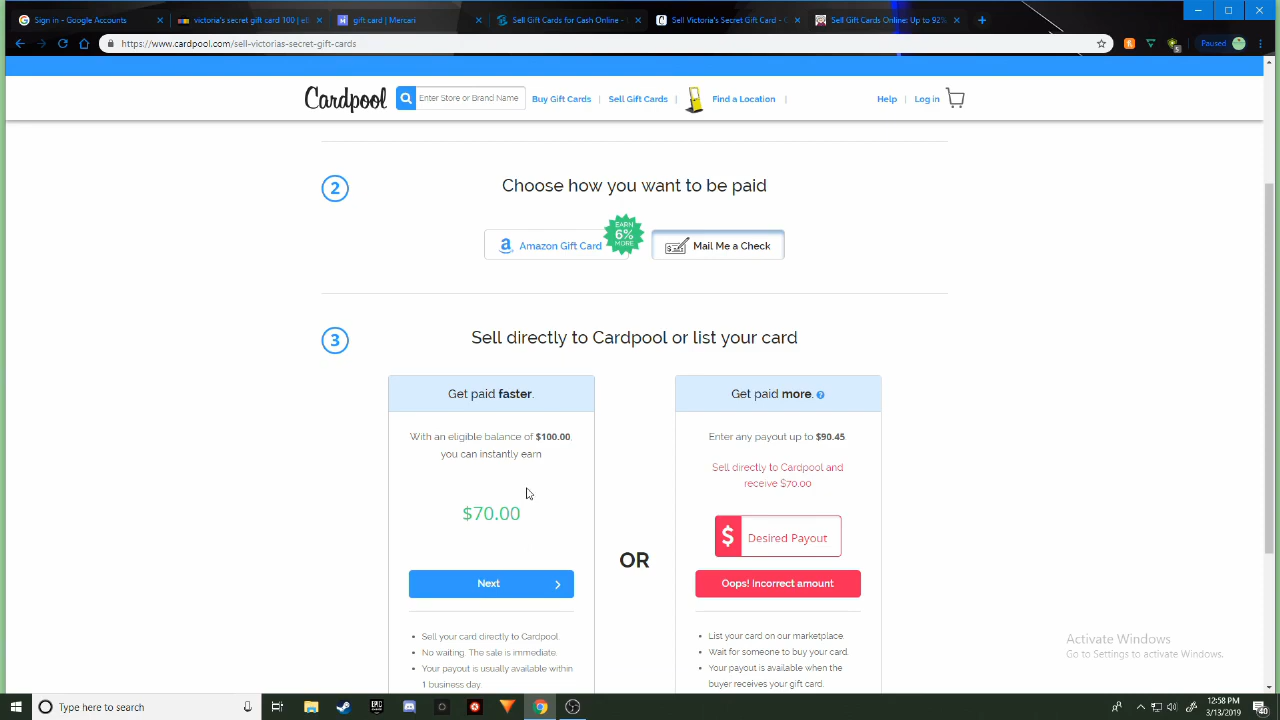 Sign in - Google Accounts
victoria's secret gift card 100 | eB
gift card | Mercari
Sell Gift Cards for Cash Online -
Sell Victoria's Secret Gift Card -
Sell Gift Cards Online: Up to 92%
https://www.cardpool.com/sell-victorias-secret-gift-cards
Paused
Cardpool
Enter Store or Brand Name
Buy Gift Cards
Sell Gift Cards
Find a Location
Help
Log in
2
Choose how you want to be paid
Amazon Gift Card
EARN
6%
MORE
Mail Me a Check
3
Sell directly to Cardpool or list your card
Get paid faster.
With an eligible balance of $100.00,
you can instantly earn
$70.00
Next
Sell your card directly to Cardpool.
No waiting. The sale is immediate.
Your payout is usually available within
1 business day.
OR
Get paid more.
Enter any payout up to $90.45
Sell directly to Cardpool and
receive $70.00
$ Desired Payout
Oops! Incorrect amount
List your card on our marketplace.
Wait for someone to buy your card.
Your payout is available when the
buyer receives your gift card.
Activate Windows
Go to Settings to activate Windows.
Type here to search
12:58 PM
3/13/2019
40